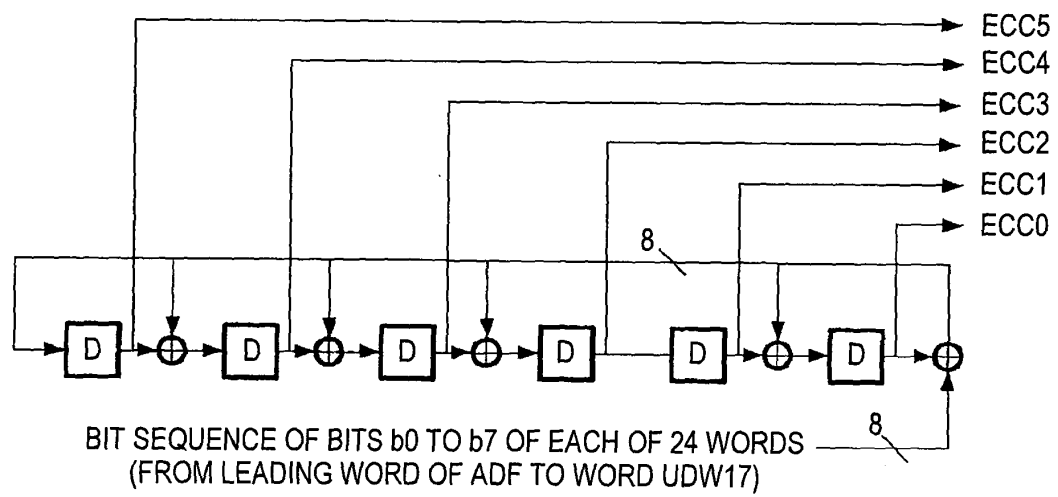 ECC5
ECC4
ECC3
ECC2
ECC1
ECC0
8
D D D D D D
8
BIT SEQUENCE OF BITS b0 TO b7 OF EACH OF 24 WORDS
(FROM LEADING WORD OF ADF TO WORD UDW17)